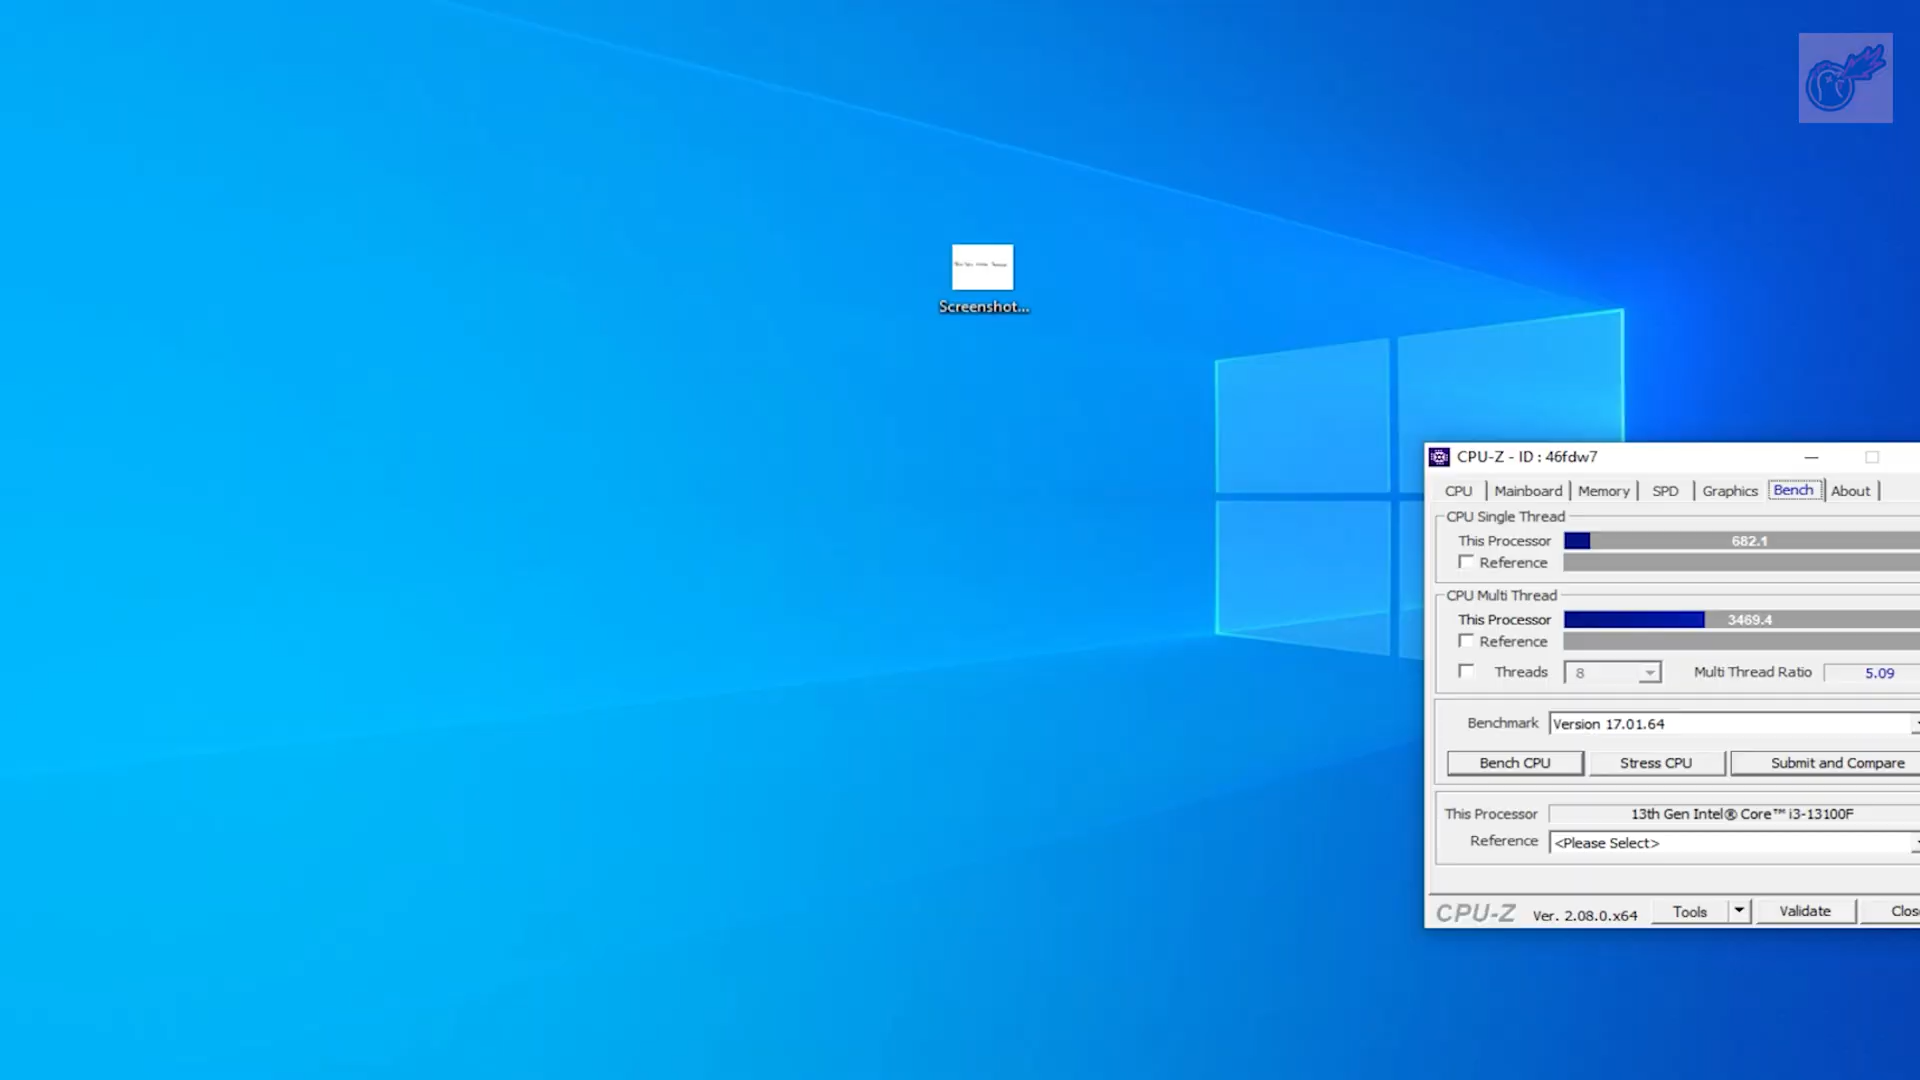 Screenshot...
CPU-Z - ID : 46fdw7
CPU Mainboard Memory SPD Graphics Bench About
CPU Single Thread
This Processor 682.1
Reference
CPU Multi Thread
This Processor 3469.4
Reference
Threads 8 Multi Thread Ratio 5.09
Benchmark Version 17.01.64
Bench CPU Stress CPU Submit and Compare
This Processor 13th Gen Intel® Core™ i3-13100F
Reference <Please Select>
CPU-Z Ver. 2.08.0.x64 Tools Validate Clos